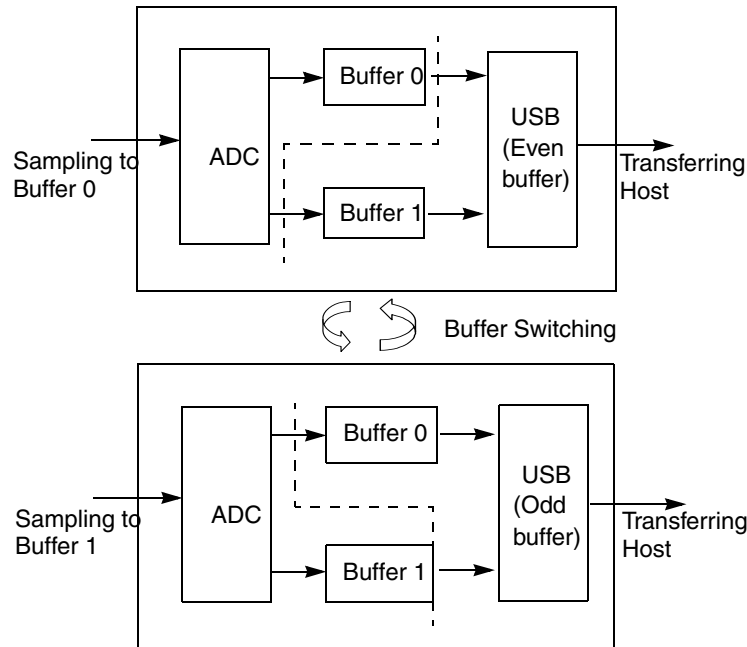 Buffer 0
USB
(Even
buffer)
ADC
Sampling to
Buffer 0
Transferring
Host
Buffer 1
Buffer Switching
Buffer 0
USB
(Odd
buffer)
ADC
Sampling to
Buffer 1
Transferring
Host
Buffer 1